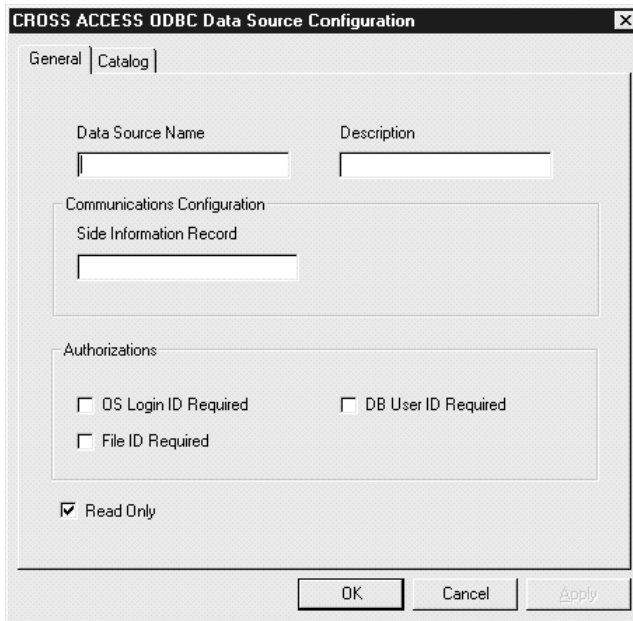 CROSS ACCESS ODBC Data Source Configuration
General Catalog
Data Source Name Description
Communications Configuration
Side Information Record
Authorizations
OS Login ID Required DB User ID Required
File ID Required
Read Only
OK Cancel Apply